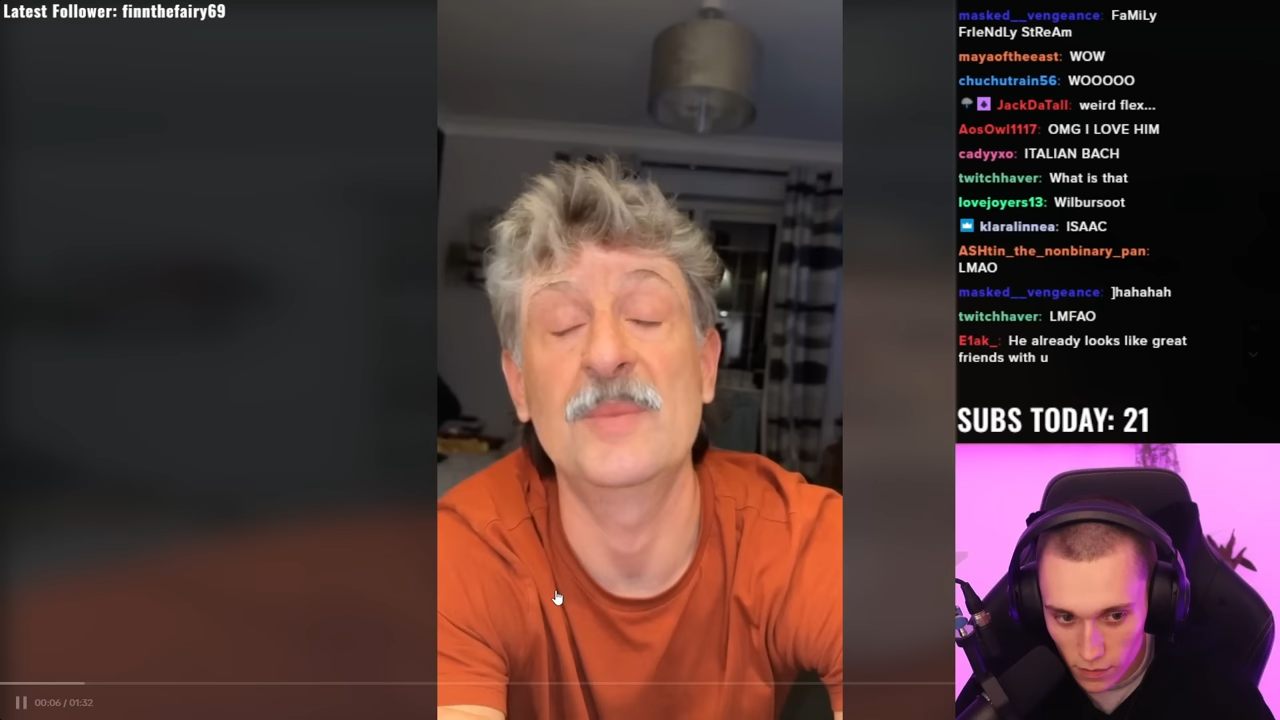 Latest Follower: finnthefairy69
masked__vengeance: FaMiLy
FrIeNdLy StReAm
mayaoftheeast: WOW
chuchutrain56: WOOOOO
JackDaTall: weird flex...
AosOwl1117: OMG I LOVE HIM
cadyyxo: ITALIAN BACH
twitchhaver: What is that
lovejoyers13: Wilbursoot
klaralinnea: ISAAC
ASHtin_the_nonbinary_pan:
LMAO
masked__vengeance: ]hahahah
twitchhaver: LMFAO
E1ak_: He already looks like great
friends with u
SUBS TODAY: 21
00:06 / 01:32